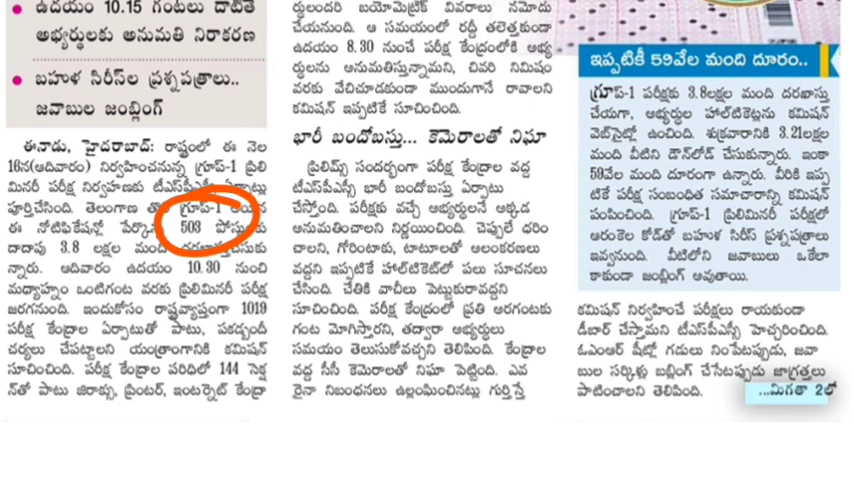 ఉదయం 10.15 గంటలు దాటితే
అభ్యర్థులకు అనుమతి నిరాకరణ
బహుళ సిరీస్‌ల ప్రశ్నపత్రాలు..
జవాబుల జంబ్లింగ్
ఈనాడు, హైదరాబాద్: రాష్ట్రంలో ఈ నెల
16న(ఆదివారం) నిర్వహించనున్న గ్రూప్-1 ప్రిలి
మినరీ పరీక్ష నిర్వహణకు టీఎస్‌పీఎస్సీ ఏర్పాట్లు
పూర్తిచేసింది. తెలంగాణ తొలి గ్రూప్-1 అయిన
ఈ నోటిఫికేషన్లో పేర్కొన్న 503 పోస్టులకు
దాదాపు 3.8 లక్షల మంది దరఖాస్తుచేసుకు
న్నారు. ఆదివారం ఉదయం 10.30 నుంచి
మధ్యాహ్నం ఒంటిగంట వరకు ప్రిలిమినరీ పరీక్ష
జరగనుంది. ఇందుకోసం రాష్ట్రవ్యాప్తంగా 1019
పరీక్ష కేంద్రాల ఏర్పాటుతో పాటు, పకడ్బందీ
చర్యలు చేపట్టాలని యంత్రాంగానికి కమిషన్
సూచించింది. పరీక్ష కేంద్రాల పరిధిలో 144 సెక్ష
న్‌తో పాటు జిరాక్సు, ప్రింటర్, ఇంటర్నెట్ కేంద్రా
ర్థులందరి బయోమెట్రిక్ వివరాలు నమోదు
చేయనుంది. ఆ సమయంలో రద్దీ తలెత్తకుండా
ఉదయం 8.30 నుంచే పరీక్ష కేంద్రంలోకి అభ్య
ర్థులను అనుమతిస్తున్నామని, చివరి నిమిషం
వరకు వేచిచూడకుండా ముందుగానే రావాలని
కమిషన్ ఇప్పటికే సూచించింది.
భారీ బందోబస్తు... కెమెరాలతో నిఘా
ప్రిలిమ్స్ సందర్భంగా పరీక్ష కేంద్రాల వద్ద
టీఎస్‌పీఎస్సీ భారీ బందోబస్తు ఏర్పాటు
చేస్తోంది. పరీక్షకు వచ్చే అభ్యర్థులనే అక్కడ
అనుమతించాలని నిర్ణయించింది. చెప్పులే ధరిం
చాలని, గోరింటాకు, టాటూలతో అలంకరణలు
వద్దని ఇప్పటికే హాల్‌టికెట్‌లో పలు సూచనలు
చేసింది. చేతికి వాచీలు పెట్టుకురావద్దని
సూచించింది. పరీక్ష కేంద్రంలో ప్రతి అరగంటకు
గంట మోగిస్తారని, తద్వారా అభ్యర్థులు
సమయం తెలుసుకోవచ్చని తెలిపింది. కేంద్రాల
వద్ద సీసీ కెమెరాలతో నిఘా పెట్టింది. ఎవ
రైనా నిబంధనలు ఉల్లంఘించినట్లు గుర్తిస్తే
ఇప్పటికీ 59వేల మంది దూరం..
గ్రూప్-1 పరీక్షకు 3.8లక్షల మంది దరఖాస్తు
చేయగా, అభ్యర్థుల హాల్‌టికెట్లను కమిషన్
వెబ్‌సైట్లో ఉంచింది. శుక్రవారానికి 3.21లక్షల
మంది వీటిని డౌన్‌లోడ్ చేసుకున్నారు. ఇంకా
59వేల మంది దూరంగా ఉన్నారు. వీరికి ఇప్ప
టికే పరీక్ష సంబంధిత సమాచారాన్ని కమిషన్
పంపించింది. గ్రూప్-1 ప్రిలిమినరీ పరీక్షలో
ఆరంకెల కోడ్‌తో బహుళ సిరీస్ ప్రశ్నపత్రాలు
ఇవ్వనుంది. వీటిలోని జవాబులు ఒకేలా
కాకుండా జంబ్లింగ్ అవుతాయి.
కమిషన్ నిర్వహించే పరీక్షలు రాయకుండా
డీబార్ చేస్తామని టీఎస్‌పీఎస్సీ హెచ్చరించింది.
ఓఎంఆర్ షీట్లో గడులు నింపేటప్పుడు, జవా
బుల సర్కిళ్లు బబ్లింగ్ చేసేటప్పుడు జాగ్రత్తలు
పాటించాలని తెలిపింది.
...మిగతా 2లో